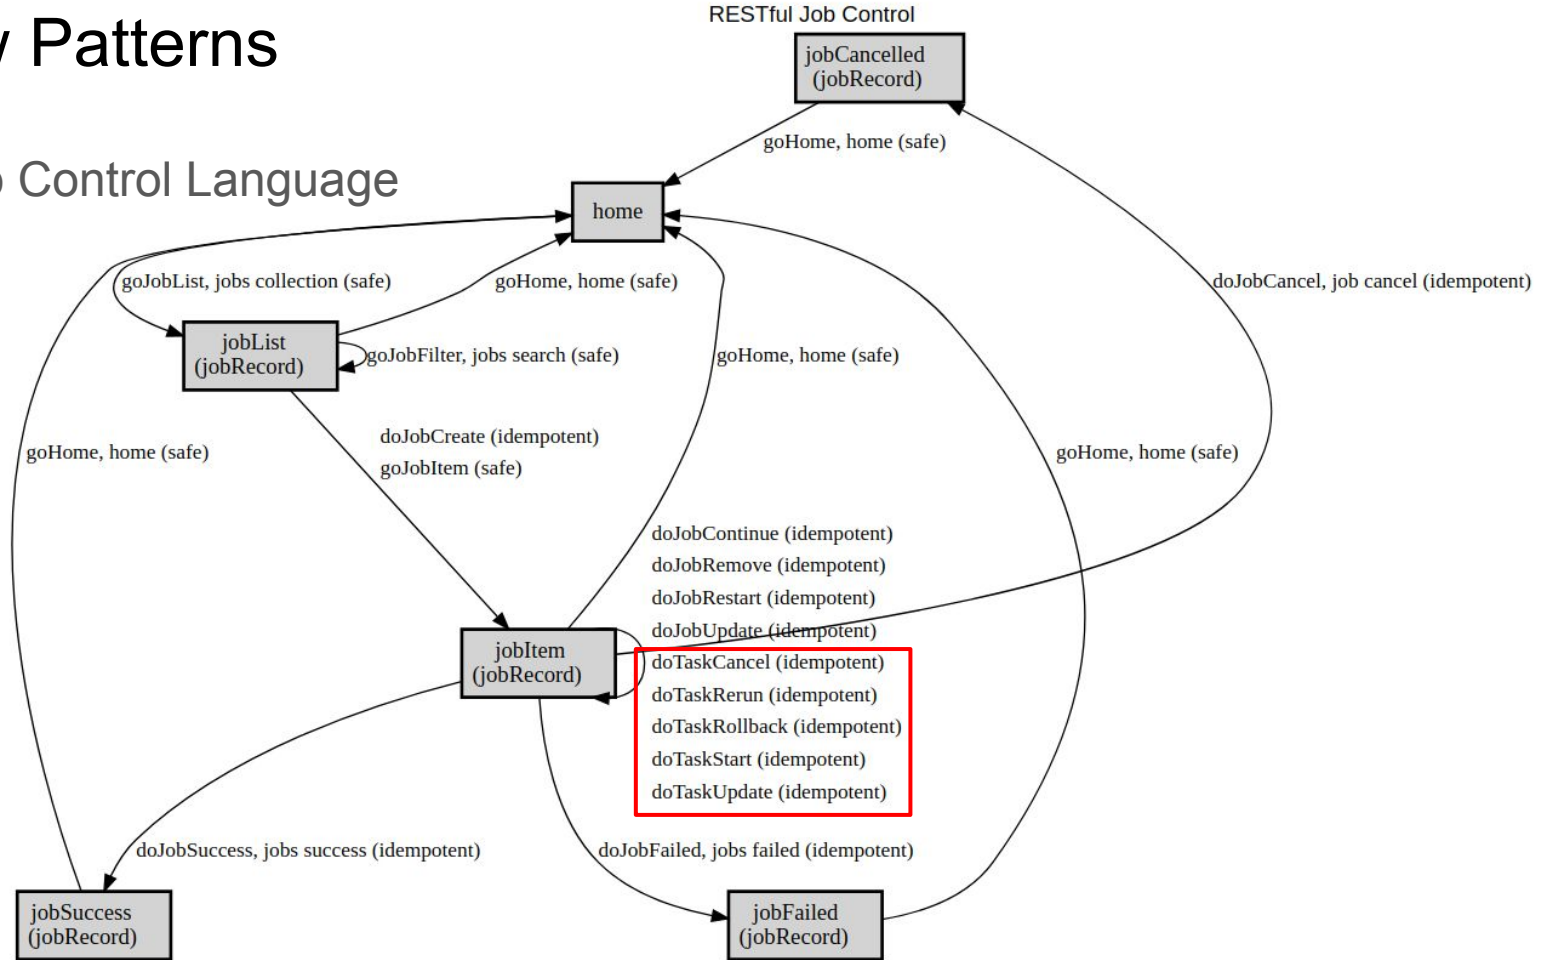 Patterns
RESTful Job Control
jobCancelled
(jobRecord)
goHome, home (safe)
Control Language
home
goJobList, jobs collection (safe)
goHome, home (safe)
doJobCancel, job cancel (idempotent)
jobList
(jobRecord)
goJobFilter, jobs search (safe)
goHome, home (safe)
doJobCreate (idempotent)
goJobItem (safe)
goHome, home (safe)
goHome, home (safe)
doJobContinue (idempotent)
doJobRemove (idempotent)
doJobRestart (idempotent)
doJobUpdate (idempotent)
jobItem
(jobRecord)
doTaskCancel (idempotent)
doTaskRerun (idempotent)
doTaskRollback (idempotent)
doTaskStart (idempotent)
doTaskUpdate (idempotent)
doJobSuccess, jobs success (idempotent)
doJobFailed, jobs failed (idempotent)
jobSuccess
(jobRecord)
jobFailed
(jobRecord)